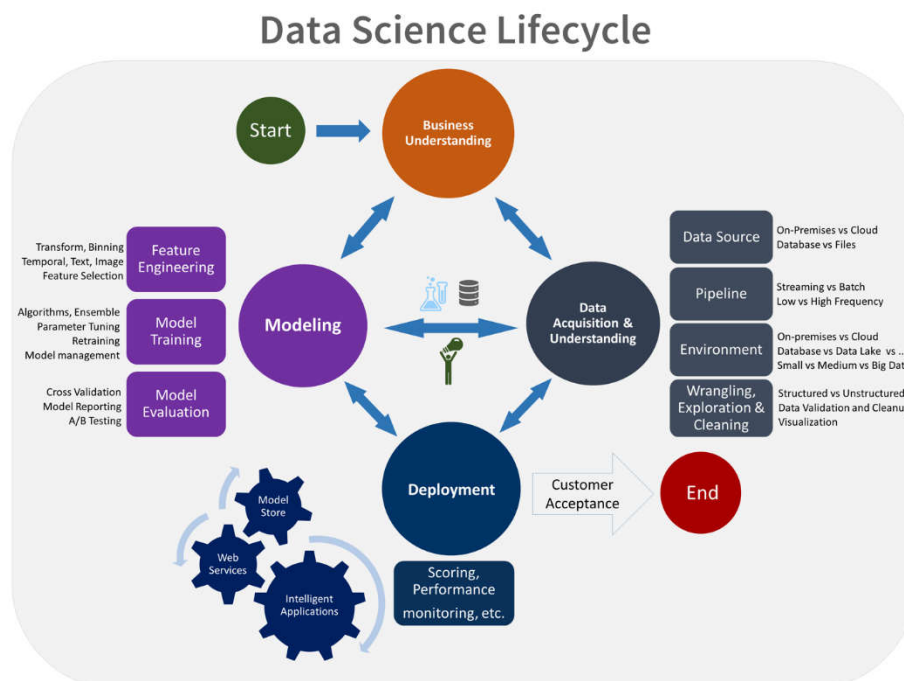 Data Science Lifecycle
Start
Business
Understanding
Feature
Engineering
Transform, Binning
Temporal, Text, Image
Feature Selection
Model
Training
Algorithms, Ensemble
Parameter Tuning
Retraining
Model management
Model
Evaluation
Cross Validation
Model Reporting
A/B Testing
Modeling
Data
Acquisition &
Understanding
Data Source
On-Premises vs Cloud
Database vs Files
Pipeline
Streaming vs Batch
Low vs High Frequency
Environment
On-premises vs Cloud
Database vs Data Lake vs ..
Small vs Medium vs Big Dat
Wrangling,
Exploration &
Cleaning
Structured vs Unstructured
Data Validation and Cleanu
Visualization
Deployment
Customer
Acceptance
End
Model
Store
Web
Services
Intelligent
Applications
Scoring,
Performance
monitoring, etc.